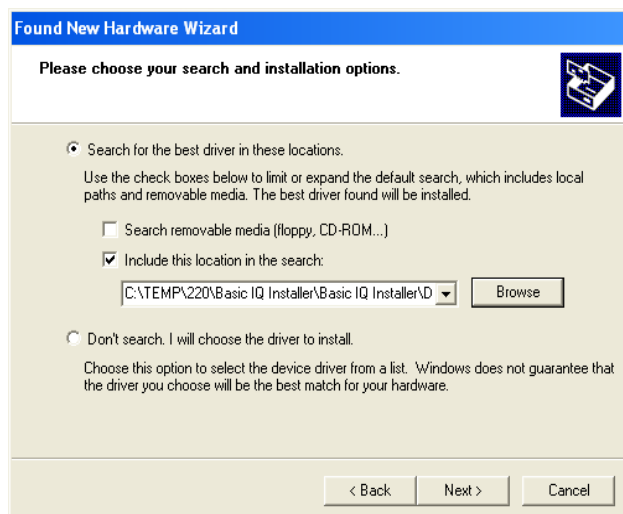 Found New Hardware Wizard
Please choose your search and installation options.
Search for the best driver in these locations.
Use the check boxes below to limit or expand the default search, which includes local
paths and removable media. The best driver found will be installed.
Search removable media (floppy, CD-ROM...)
Include this location in the search:
C:\TEMP\220\Basic IQ Installer\Basic IQ Installer\D
Browse
Don't search. I will choose the driver to install.
Choose this option to select the device driver from a list. Windows does not guarantee that
the driver you choose will be the best match for your hardware.
< Back Next > Cancel